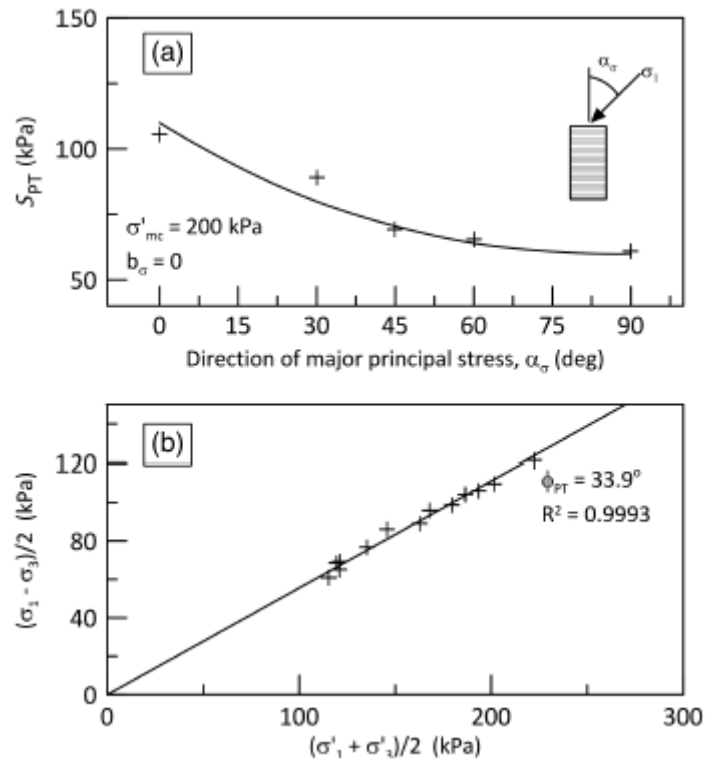 150
(a)
α_σ
σ_1
100
S_PT (kPa)
σ'_mc = 200 kPa
b_σ = 0
50
0 15 30 45 60 75 90
Direction of major principal stress, α_σ (deg)
(b)
120
ϕ_PT = 33.9°
R² = 0.9993
80
(σ_1 - σ_3)/2 (kPa)
40
0
0 100 200 300
(σ'_1 + σ'_3)/2 (kPa)